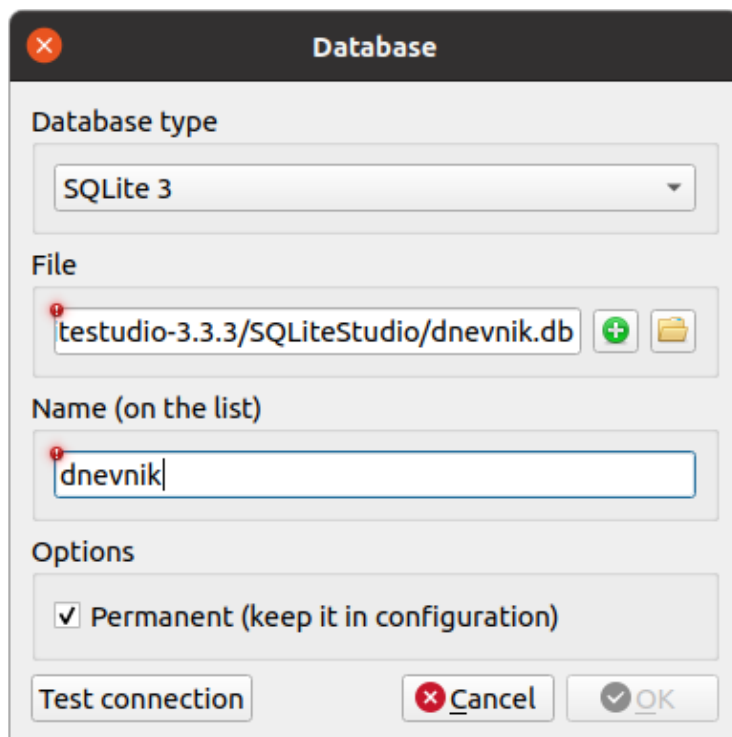 Database
Database type
SQLite 3
File
testudio-3.3.3/SQLiteStudio/dnevnik.db
Name (on the list)
dnevnik
Options
Permanent (keep it in configuration)
Test connection Cancel OK